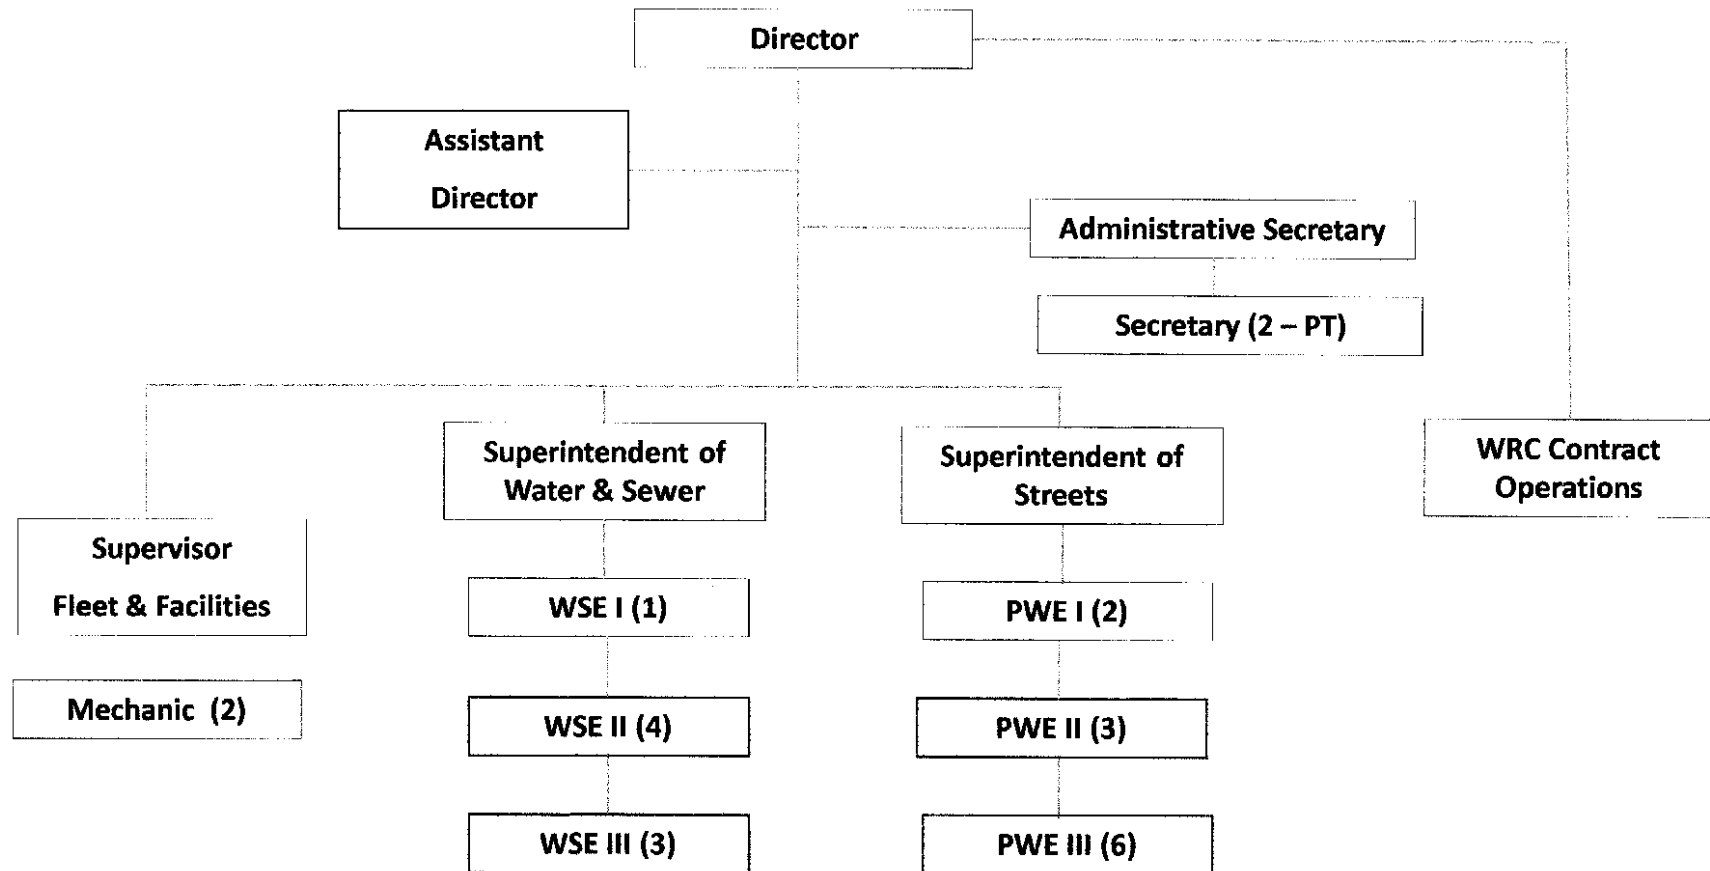 Director
Assistant
Director
Administrative Secretary
Secretary (2 – PT)
Superintendent of
Water & Sewer
Superintendent of
Streets
WRC Contract
Operations
Supervisor
Fleet & Facilities
WSE I (1)
PWE I (2)
Mechanic (2)
WSE II (4)
PWE II (3)
WSE III (3)
PWE III (6)